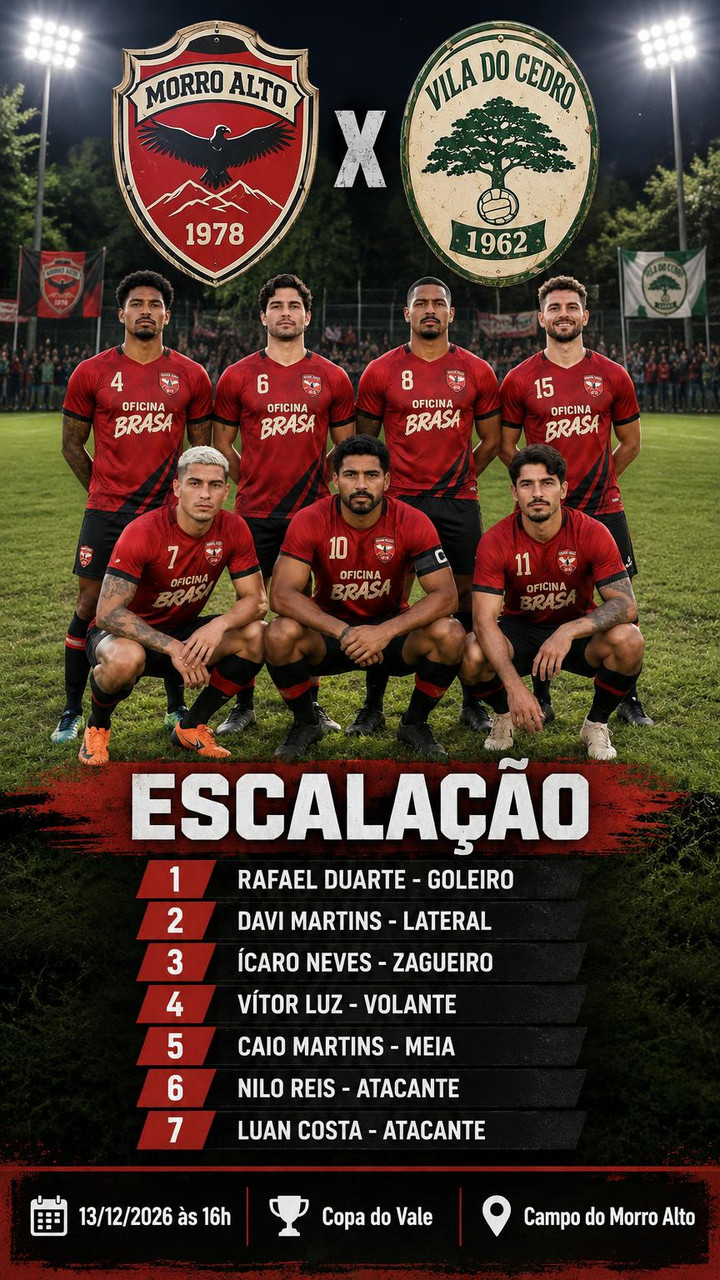 MORRO ALTO
1978
X
VILA DO CEDRO
1962
4
OFICINA
BRASA
6
OFICINA
BRASA
8
OFICINA
BRASA
15
OFICINA
BRASA
7
OFICINA
BRASA
10
OFICINA
BRASA
C
11
OFICINA
BRASA
ESCALAÇÃO
1 RAFAEL DUARTE - GOLEIRO
2 DAVI MARTINS - LATERAL
3 ÍCARO NEVES - ZAGUEIRO
4 VÍTOR LUZ - VOLANTE
5 CAIO MARTINS - MEIA
6 NILO REIS - ATACANTE
7 LUAN COSTA - ATACANTE
13/12/2026 às 16h
Copa do Vale
Campo do Morro Alto